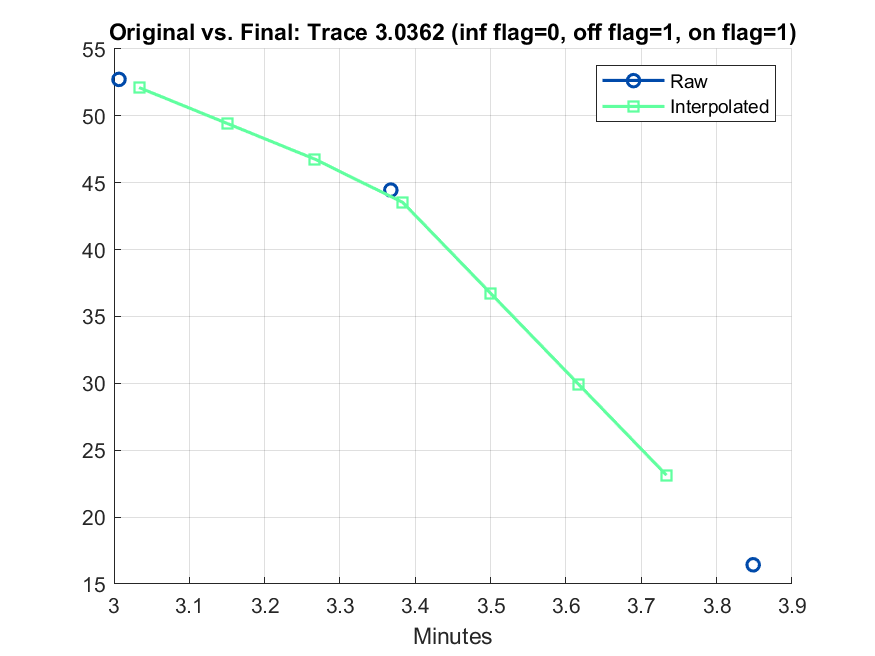 Original vs. Final: Trace 3.0362 (inf flag=0, off flag=1, on flag=1)
55
50
45
40
35
30
25
20
15
Raw
Interpolated
3 3.1 3.2 3.3 3.4 3.5 3.6 3.7 3.8 3.9
Minutes